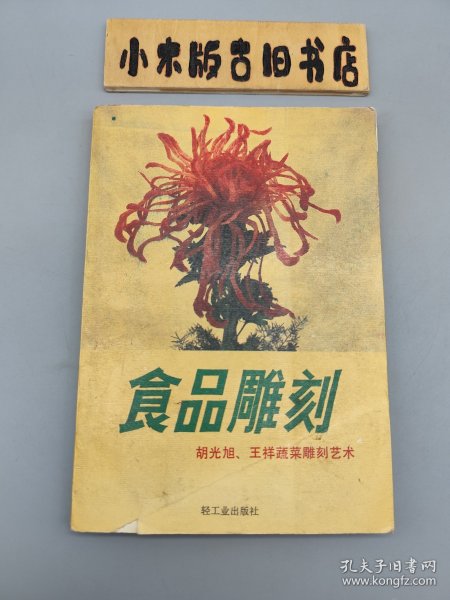 小木版古旧书店
食品雕刻
胡光旭、王祥蔬菜雕刻艺术
轻工业出版社
孔夫子旧书网
www.kongfz.com